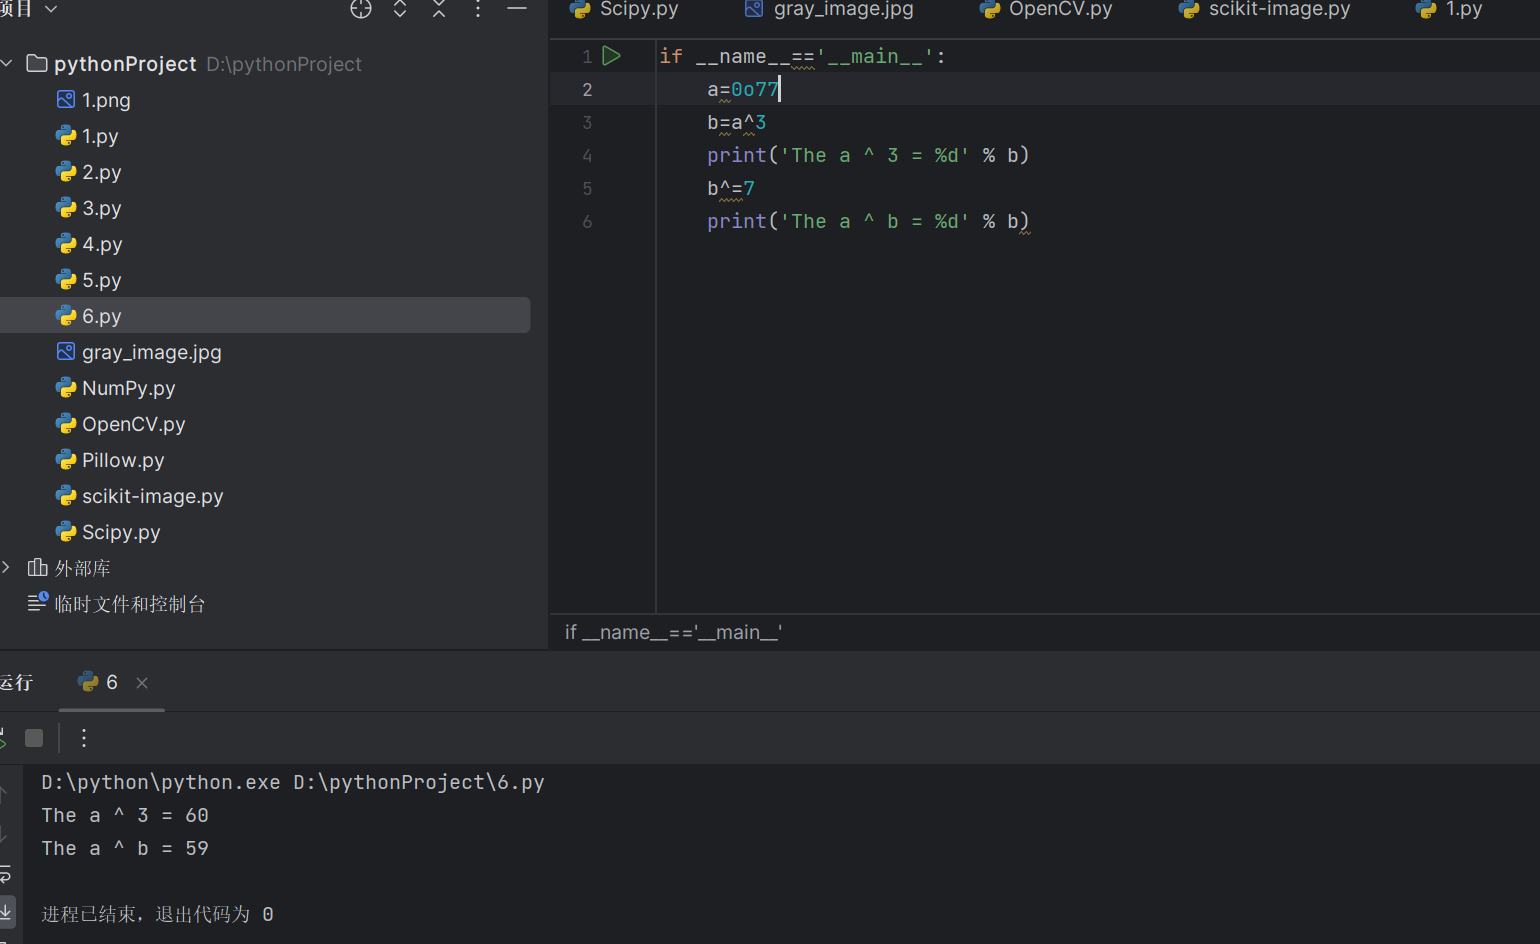 项目
Scipy.py gray_image.jpg OpenCV.py scikit-image.py 1.py
pythonProject D:\pythonProject
1.png
1.py
2.py
3.py
4.py
5.py
6.py
gray_image.jpg
NumPy.py
OpenCV.py
Pillow.py
scikit-image.py
Scipy.py
外部库
临时文件和控制台
1 if __name__=='__main__':
2 a=0o77
3 b=a^3
4 print('The a ^ 3 = %d' % b)
5 b^=7
6 print('The a ^ b = %d' % b)
if __name__=='__main__'
运行 6
D:\python\python.exe D:\pythonProject\6.py
The a ^ 3 = 60
The a ^ b = 59
进程已结束，退出代码为 0